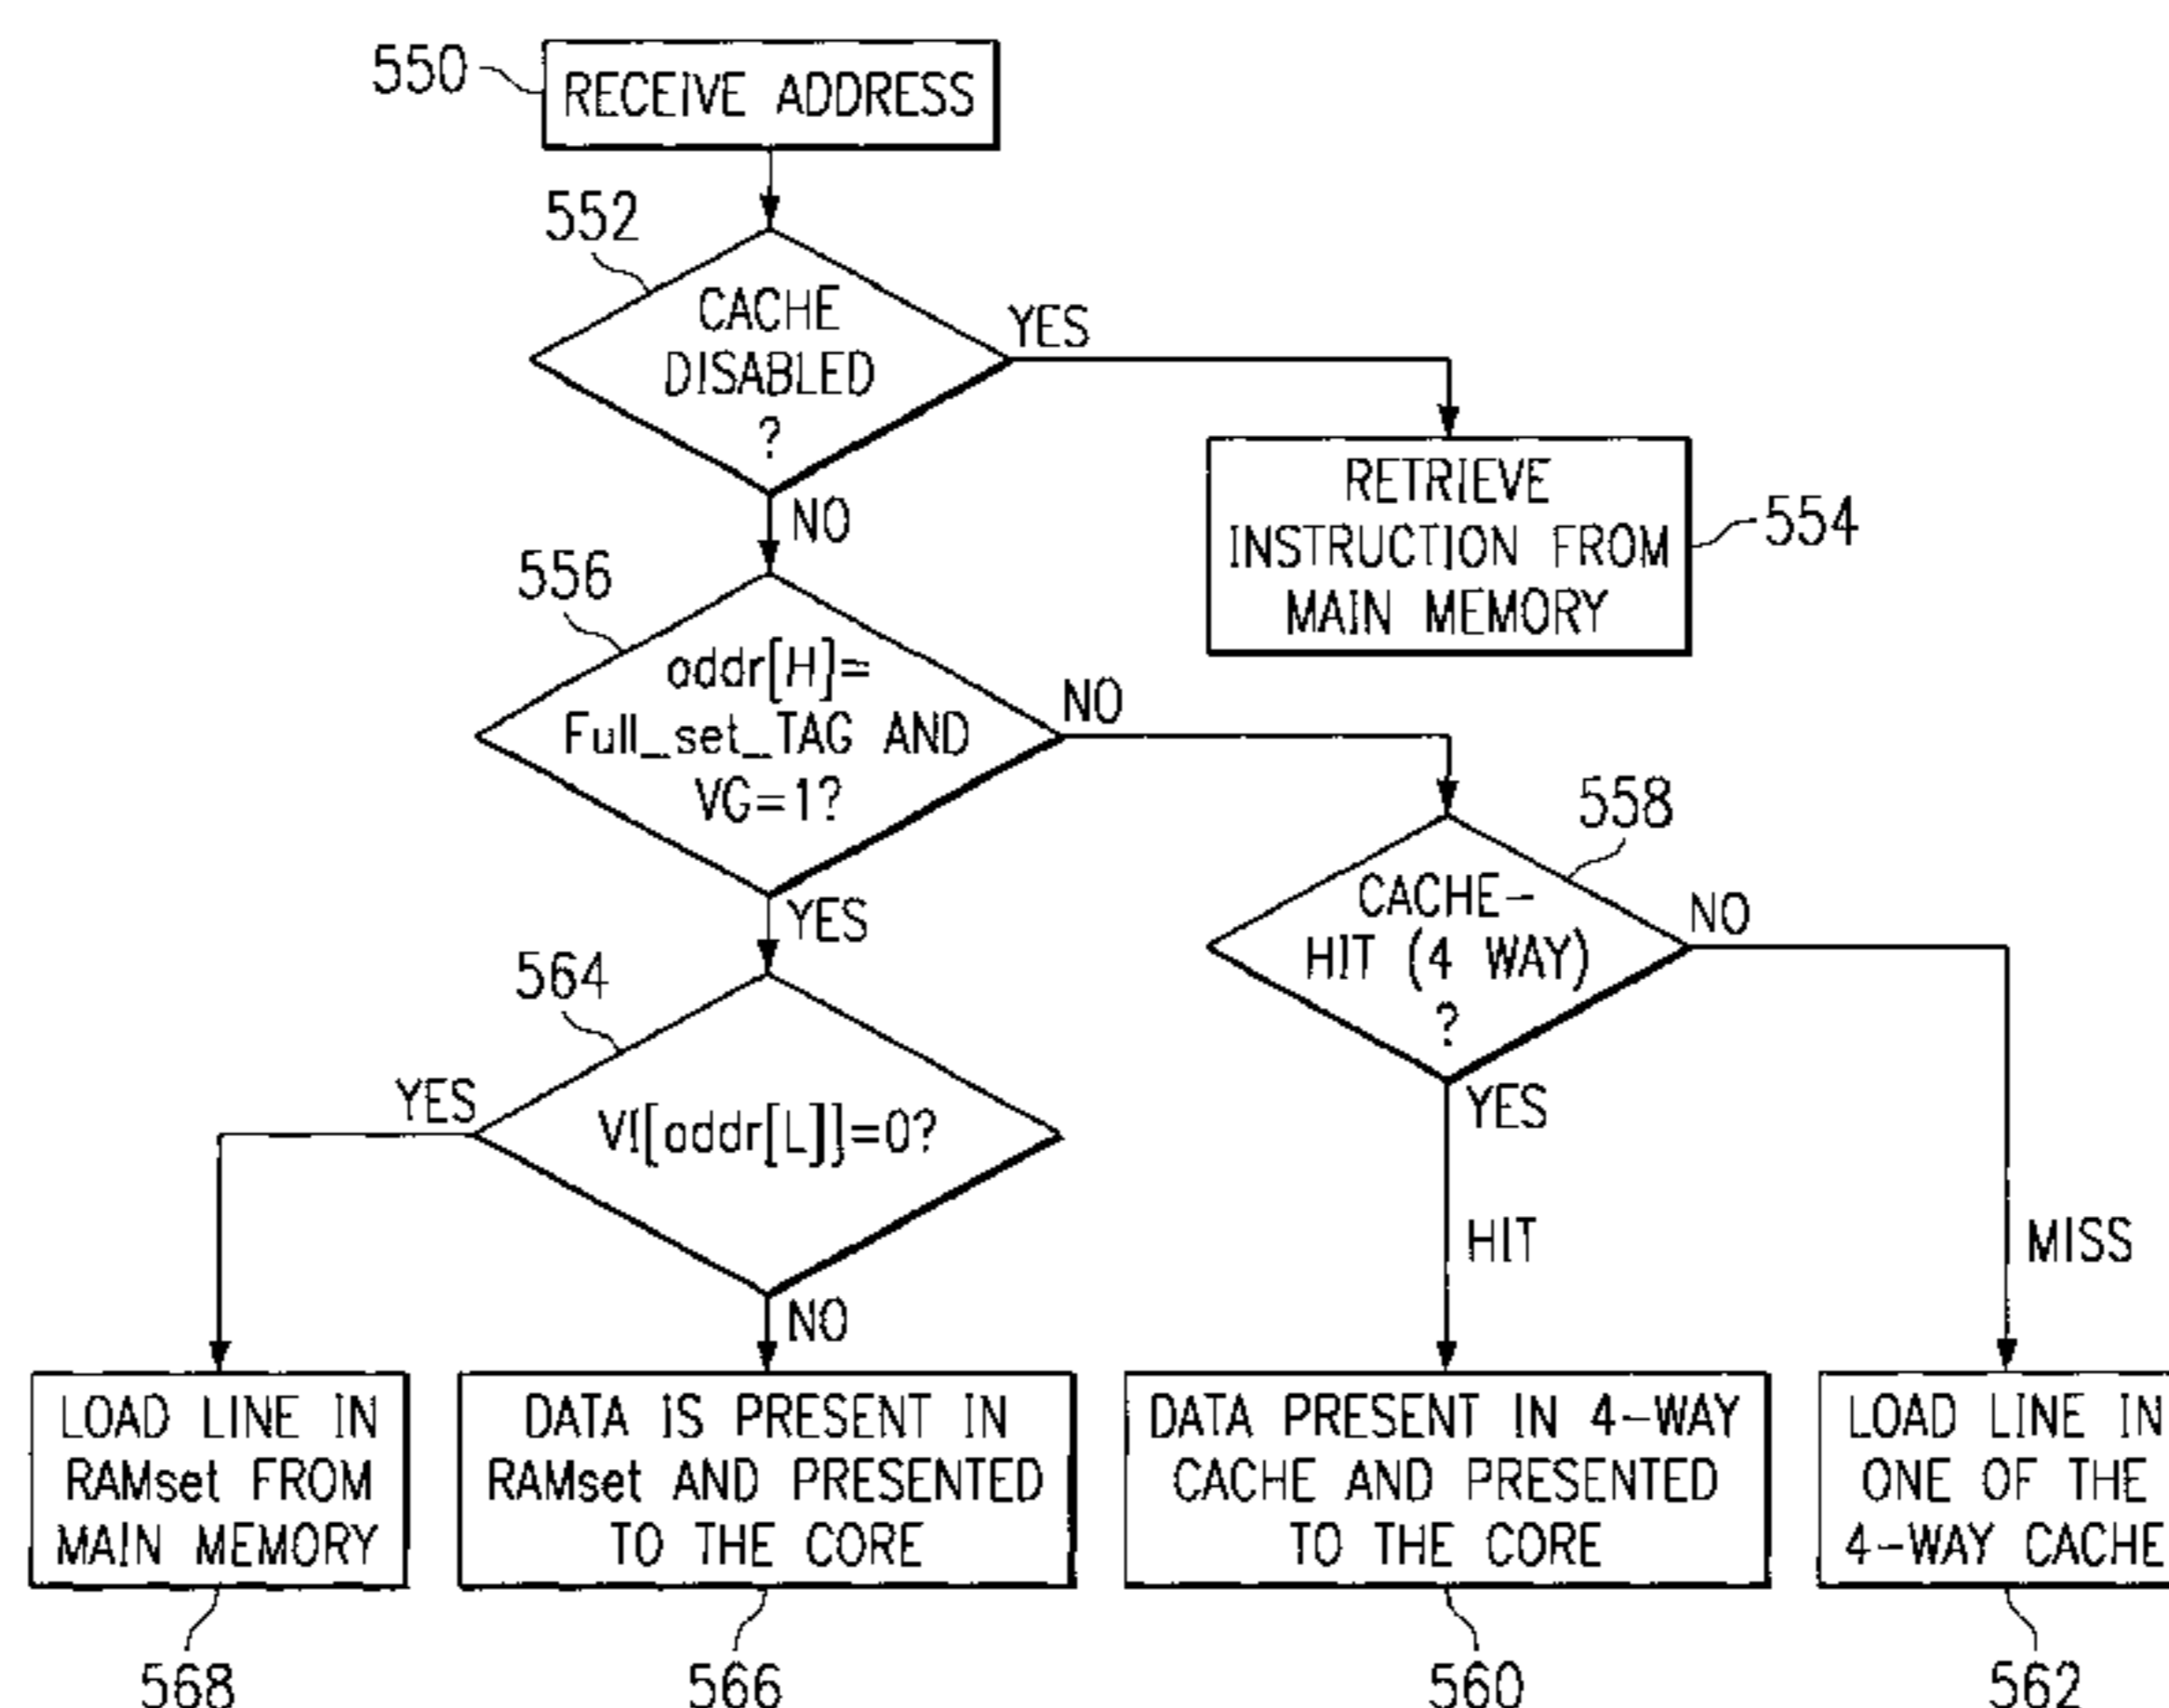 550
RECEIVE ADDRESS
552
CACHE
DISABLED
?
YES
NO
RETRIEVE
INSTRUCTION FROM
MAIN MEMORY
554
556
addr[H]=
Full_set_TAG AND
VG=1?
NO
YES
558
CACHE-
HIT (4 WAY)
?
NO
YES
HIT
MISS
564
VI[addr[L]]=0?
YES
NO
LOAD LINE IN
RAMset FROM
MAIN MEMORY
568
DATA IS PRESENT IN
RAMset AND PRESENTED
TO THE CORE
566
DATA PRESENT IN 4-WAY
CACHE AND PRESENTED
TO THE CORE
560
LOAD LINE IN
ONE OF THE
4-WAY CACHE
562